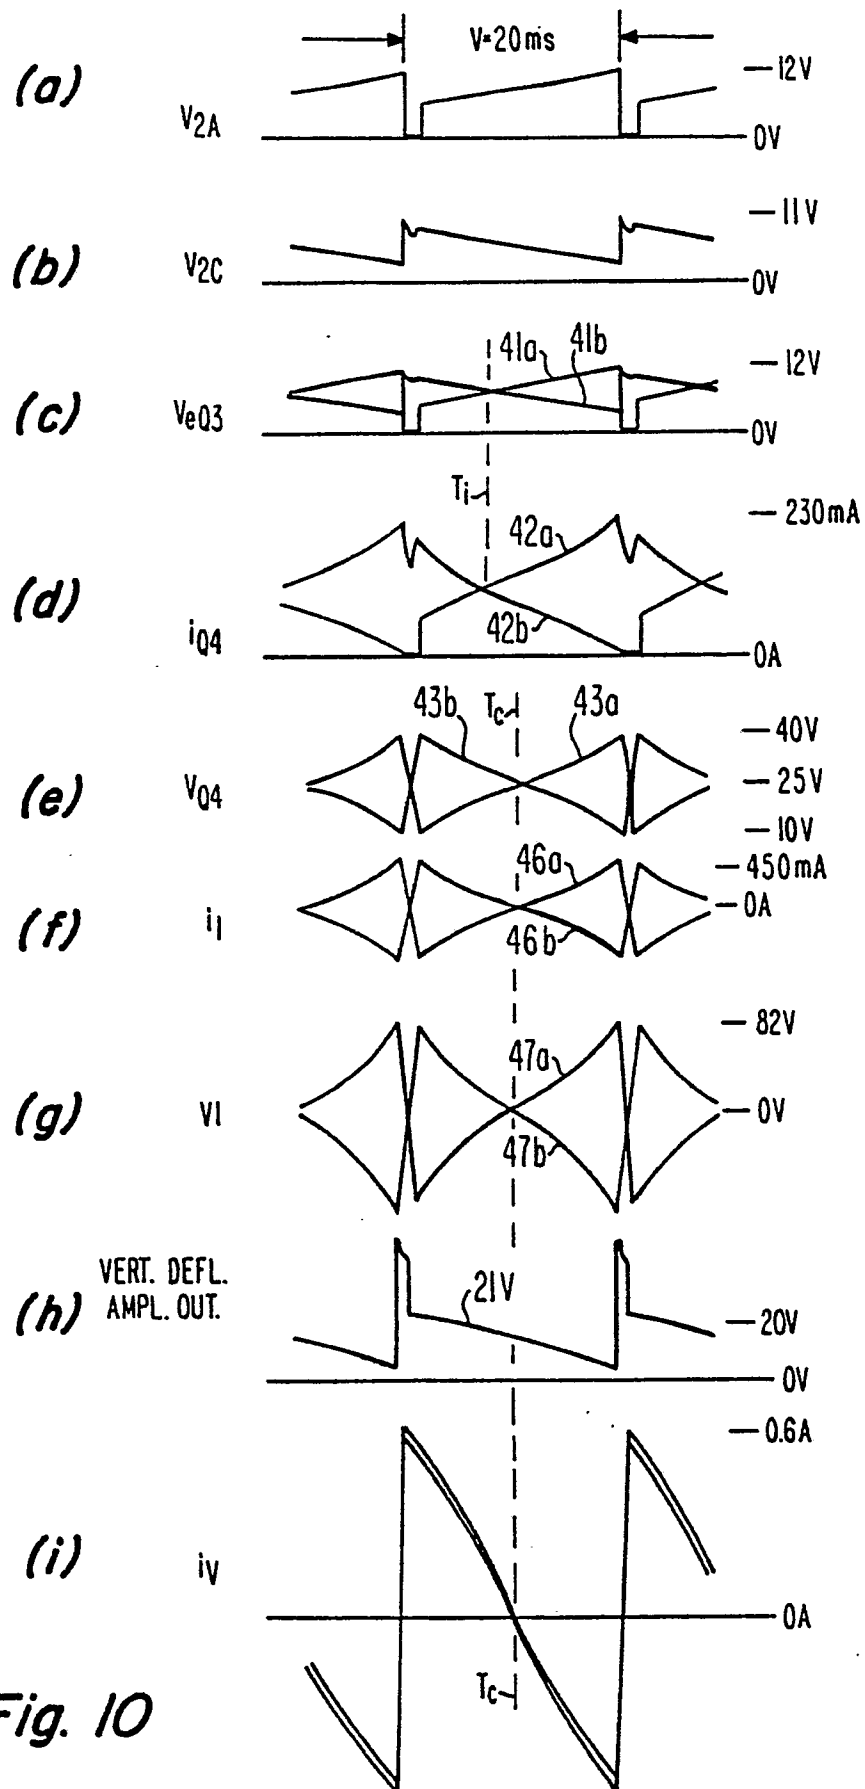 V=20ms
(a)
V2A
12V
0V
(b)
V2C
11V
0V
(c)
VeQ3
41a
41b
12V
0V
Ti
(d)
iQ4
42a
42b
230mA
0A
(e)
VQ4
43b
Tc
43a
40V
25V
10V
(f)
i1
46a
46b
450mA
0A
(g)
V1
47a
47b
82V
0V
(h)
VERT. DEFL.
AMPL. OUT.
21V
20V
0V
(i)
iV
0.6A
0A
Tc
Fig. 10